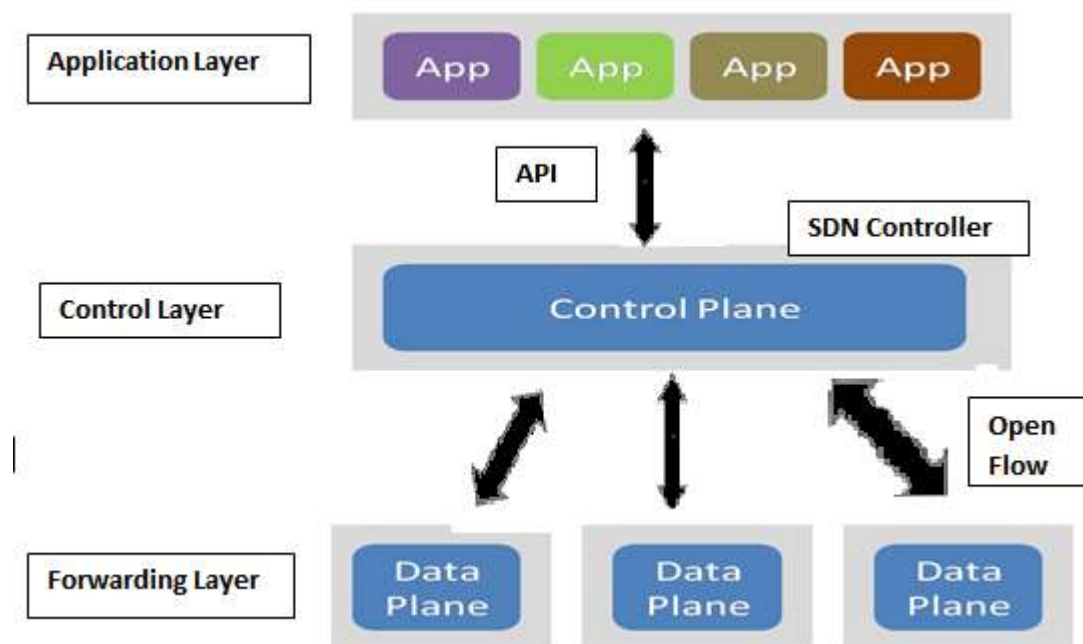 Application Layer
App App App App
API
SDN Controller
Control Layer
Control Plane
Open
Flow
Forwarding Layer
Data
Plane
Data
Plane
Data
Plane